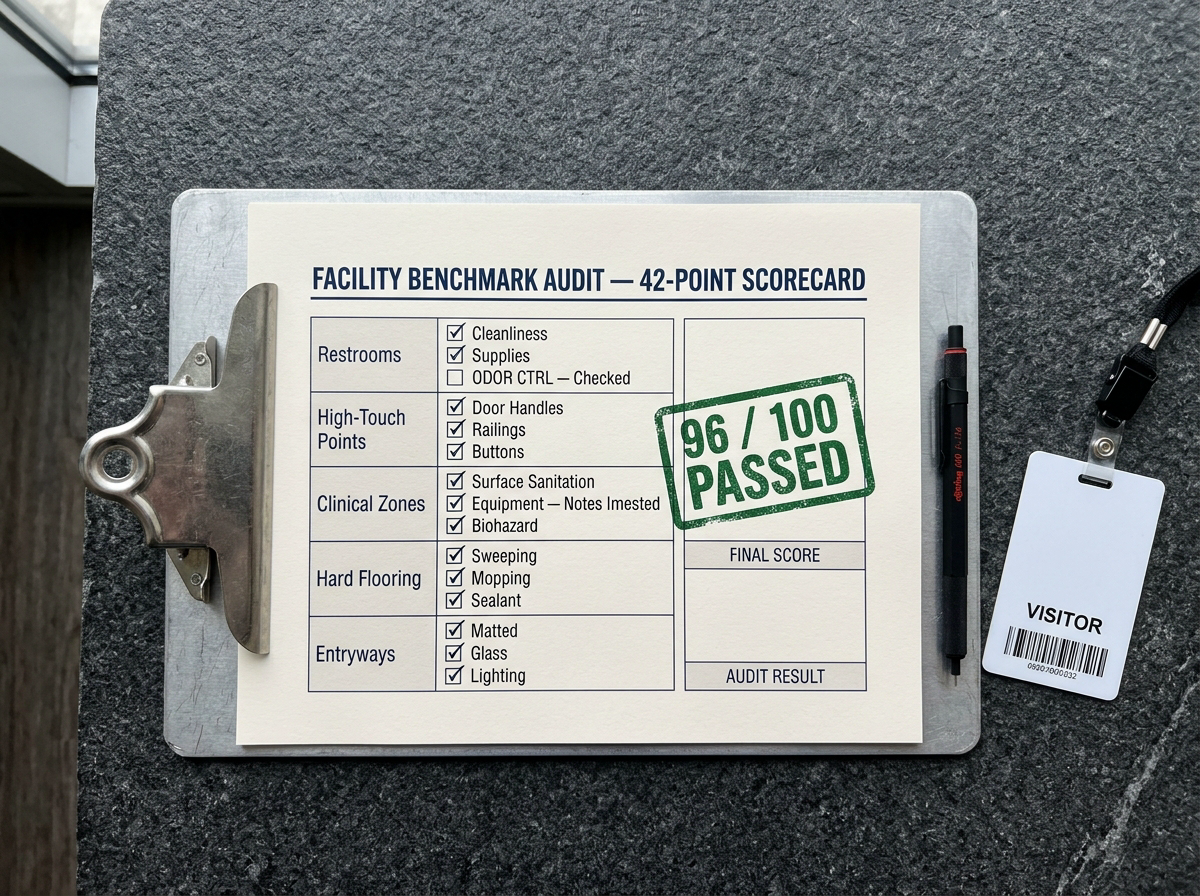 FACILITY BENCHMARK AUDIT — 42-POINT SCORECARD
Restrooms
☑ Cleanliness
☑ Supplies
☐ ODOR CTRL — Checked
High-Touch
Points
☑ Door Handles
☑ Railings
☑ Buttons
Clinical Zones
☑ Surface Sanitation
☑ Equipment — Notes Imested
☑ Biohazard
Hard Flooring
☑ Sweeping
☑ Mopping
☑ Sealant
Entryways
☑ Matted
☑ Glass
☑ Lighting
96 / 100
PASSED
FINAL SCORE
AUDIT RESULT
VISITOR